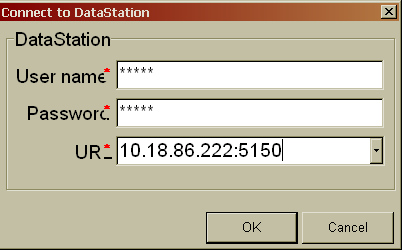 Connect to DataStation
DataStation
User name* *****
Password* *****
URL* 10.18.86.222:5150
OK Cancel